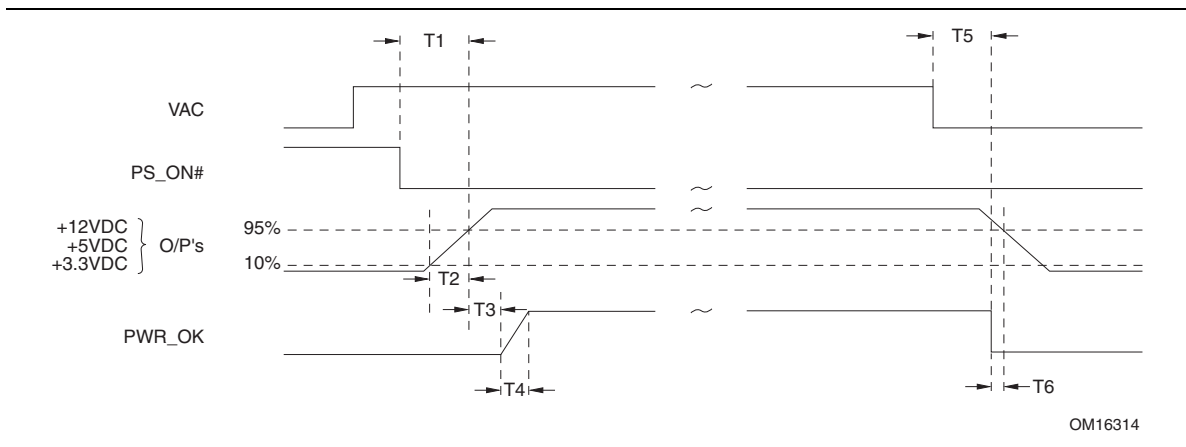 T1
T5
VAC
PS_ON#
+12VDC
+5VDC
+3.3VDC
O/P's
95%
10%
T2
T3
PWR_OK
T4
T6
OM16314